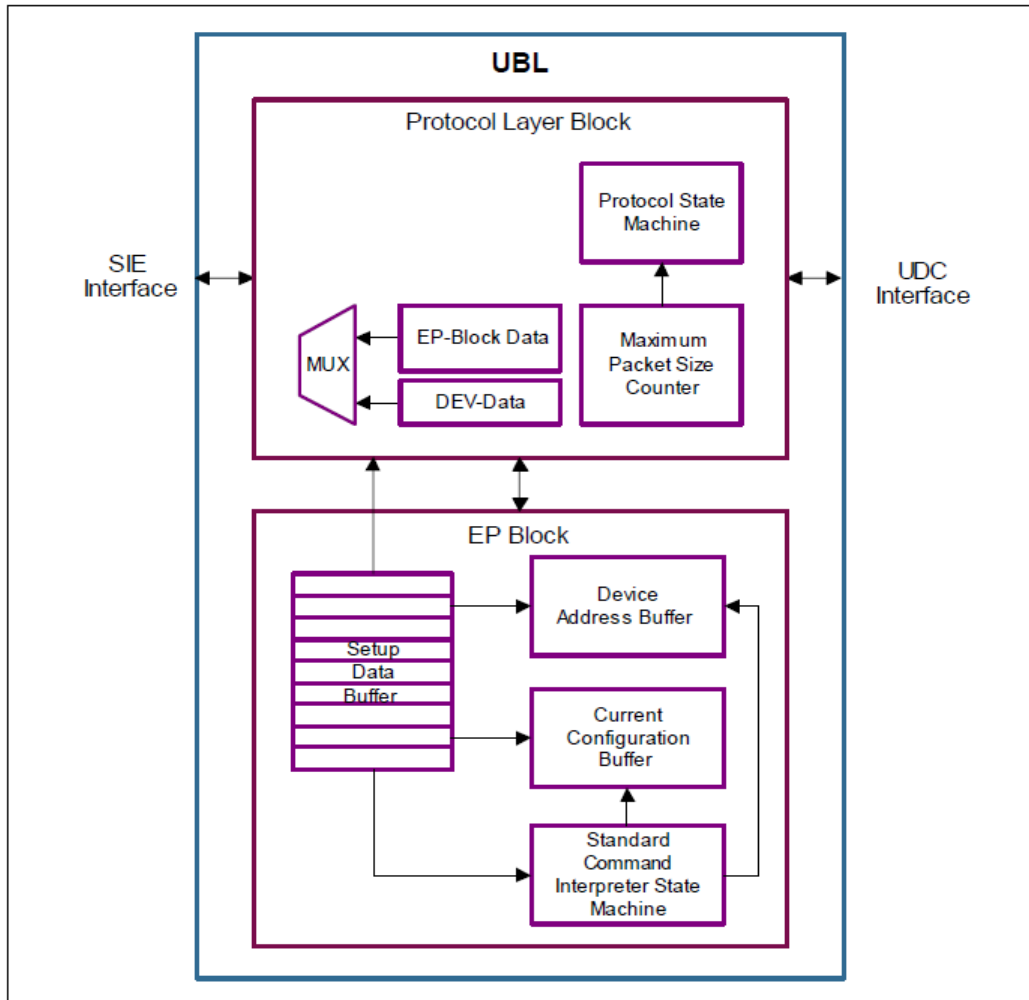 UBL
Protocol Layer Block
Protocol State
Machine
SIE
Interface
UDC
Interface
MUX
EP-Block Data
DEV-Data
Maximum
Packet Size
Counter
EP Block
Setup
Data
Buffer
Device
Address Buffer
Current
Configuration
Buffer
Standard
Command
Interpreter State
Machine